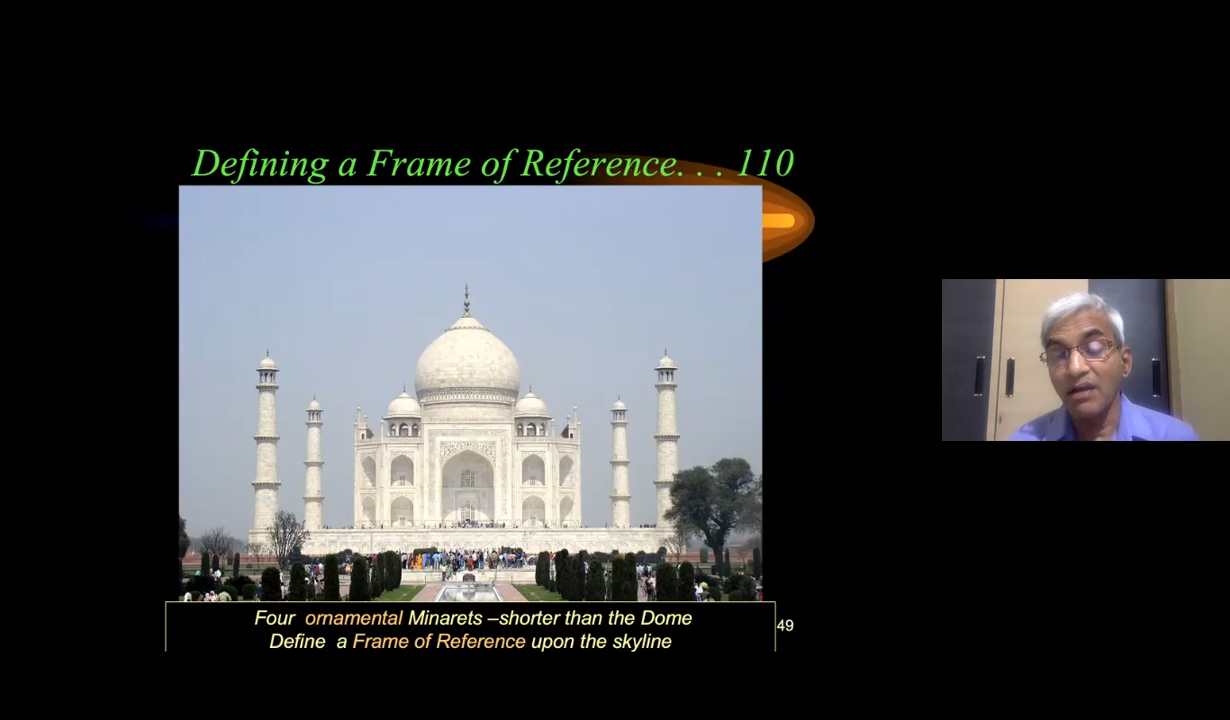 Defining a Frame of Reference. . . 110
Four ornamental Minarets –shorter than the Dome
Define a Frame of Reference upon the skyline
49